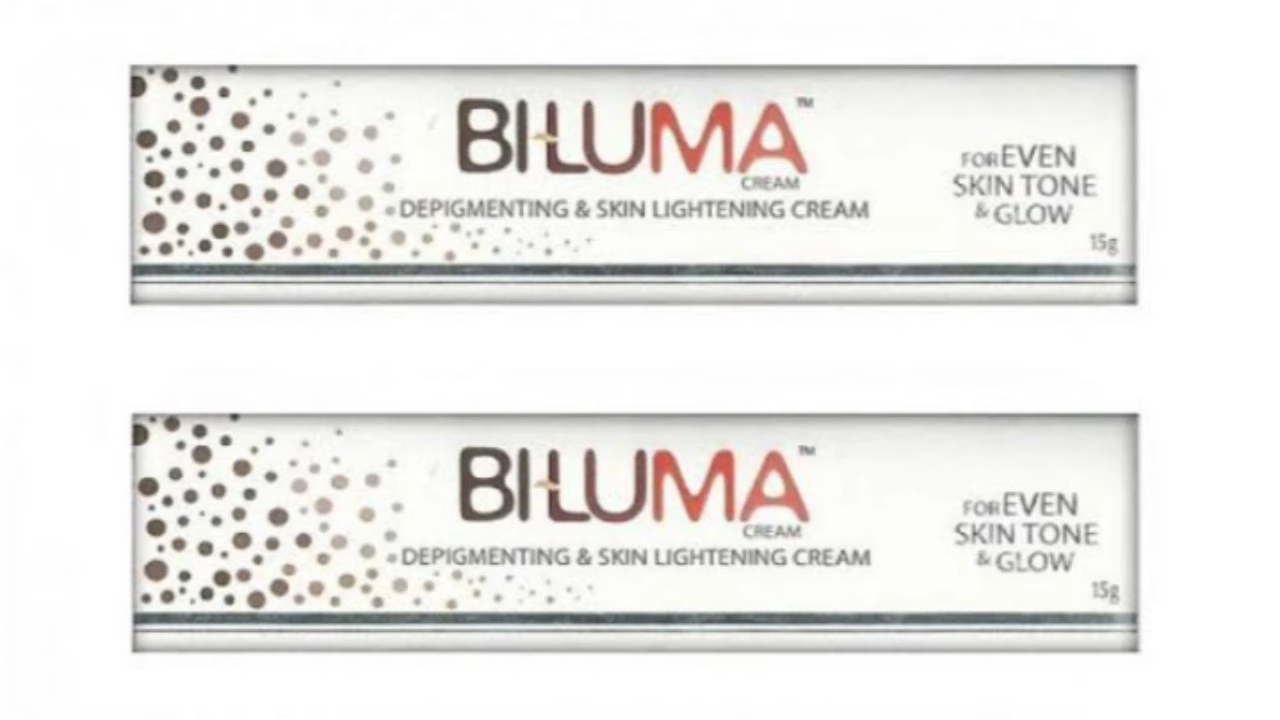 BI-LUMA™
CREAM
DEPIGMENTING & SKIN LIGHTENING CREAM
FOR EVEN
SKIN TONE
& GLOW
15g
BI-LUMA™
CREAM
DEPIGMENTING & SKIN LIGHTENING CREAM
FOR EVEN
SKIN TONE
& GLOW
15g